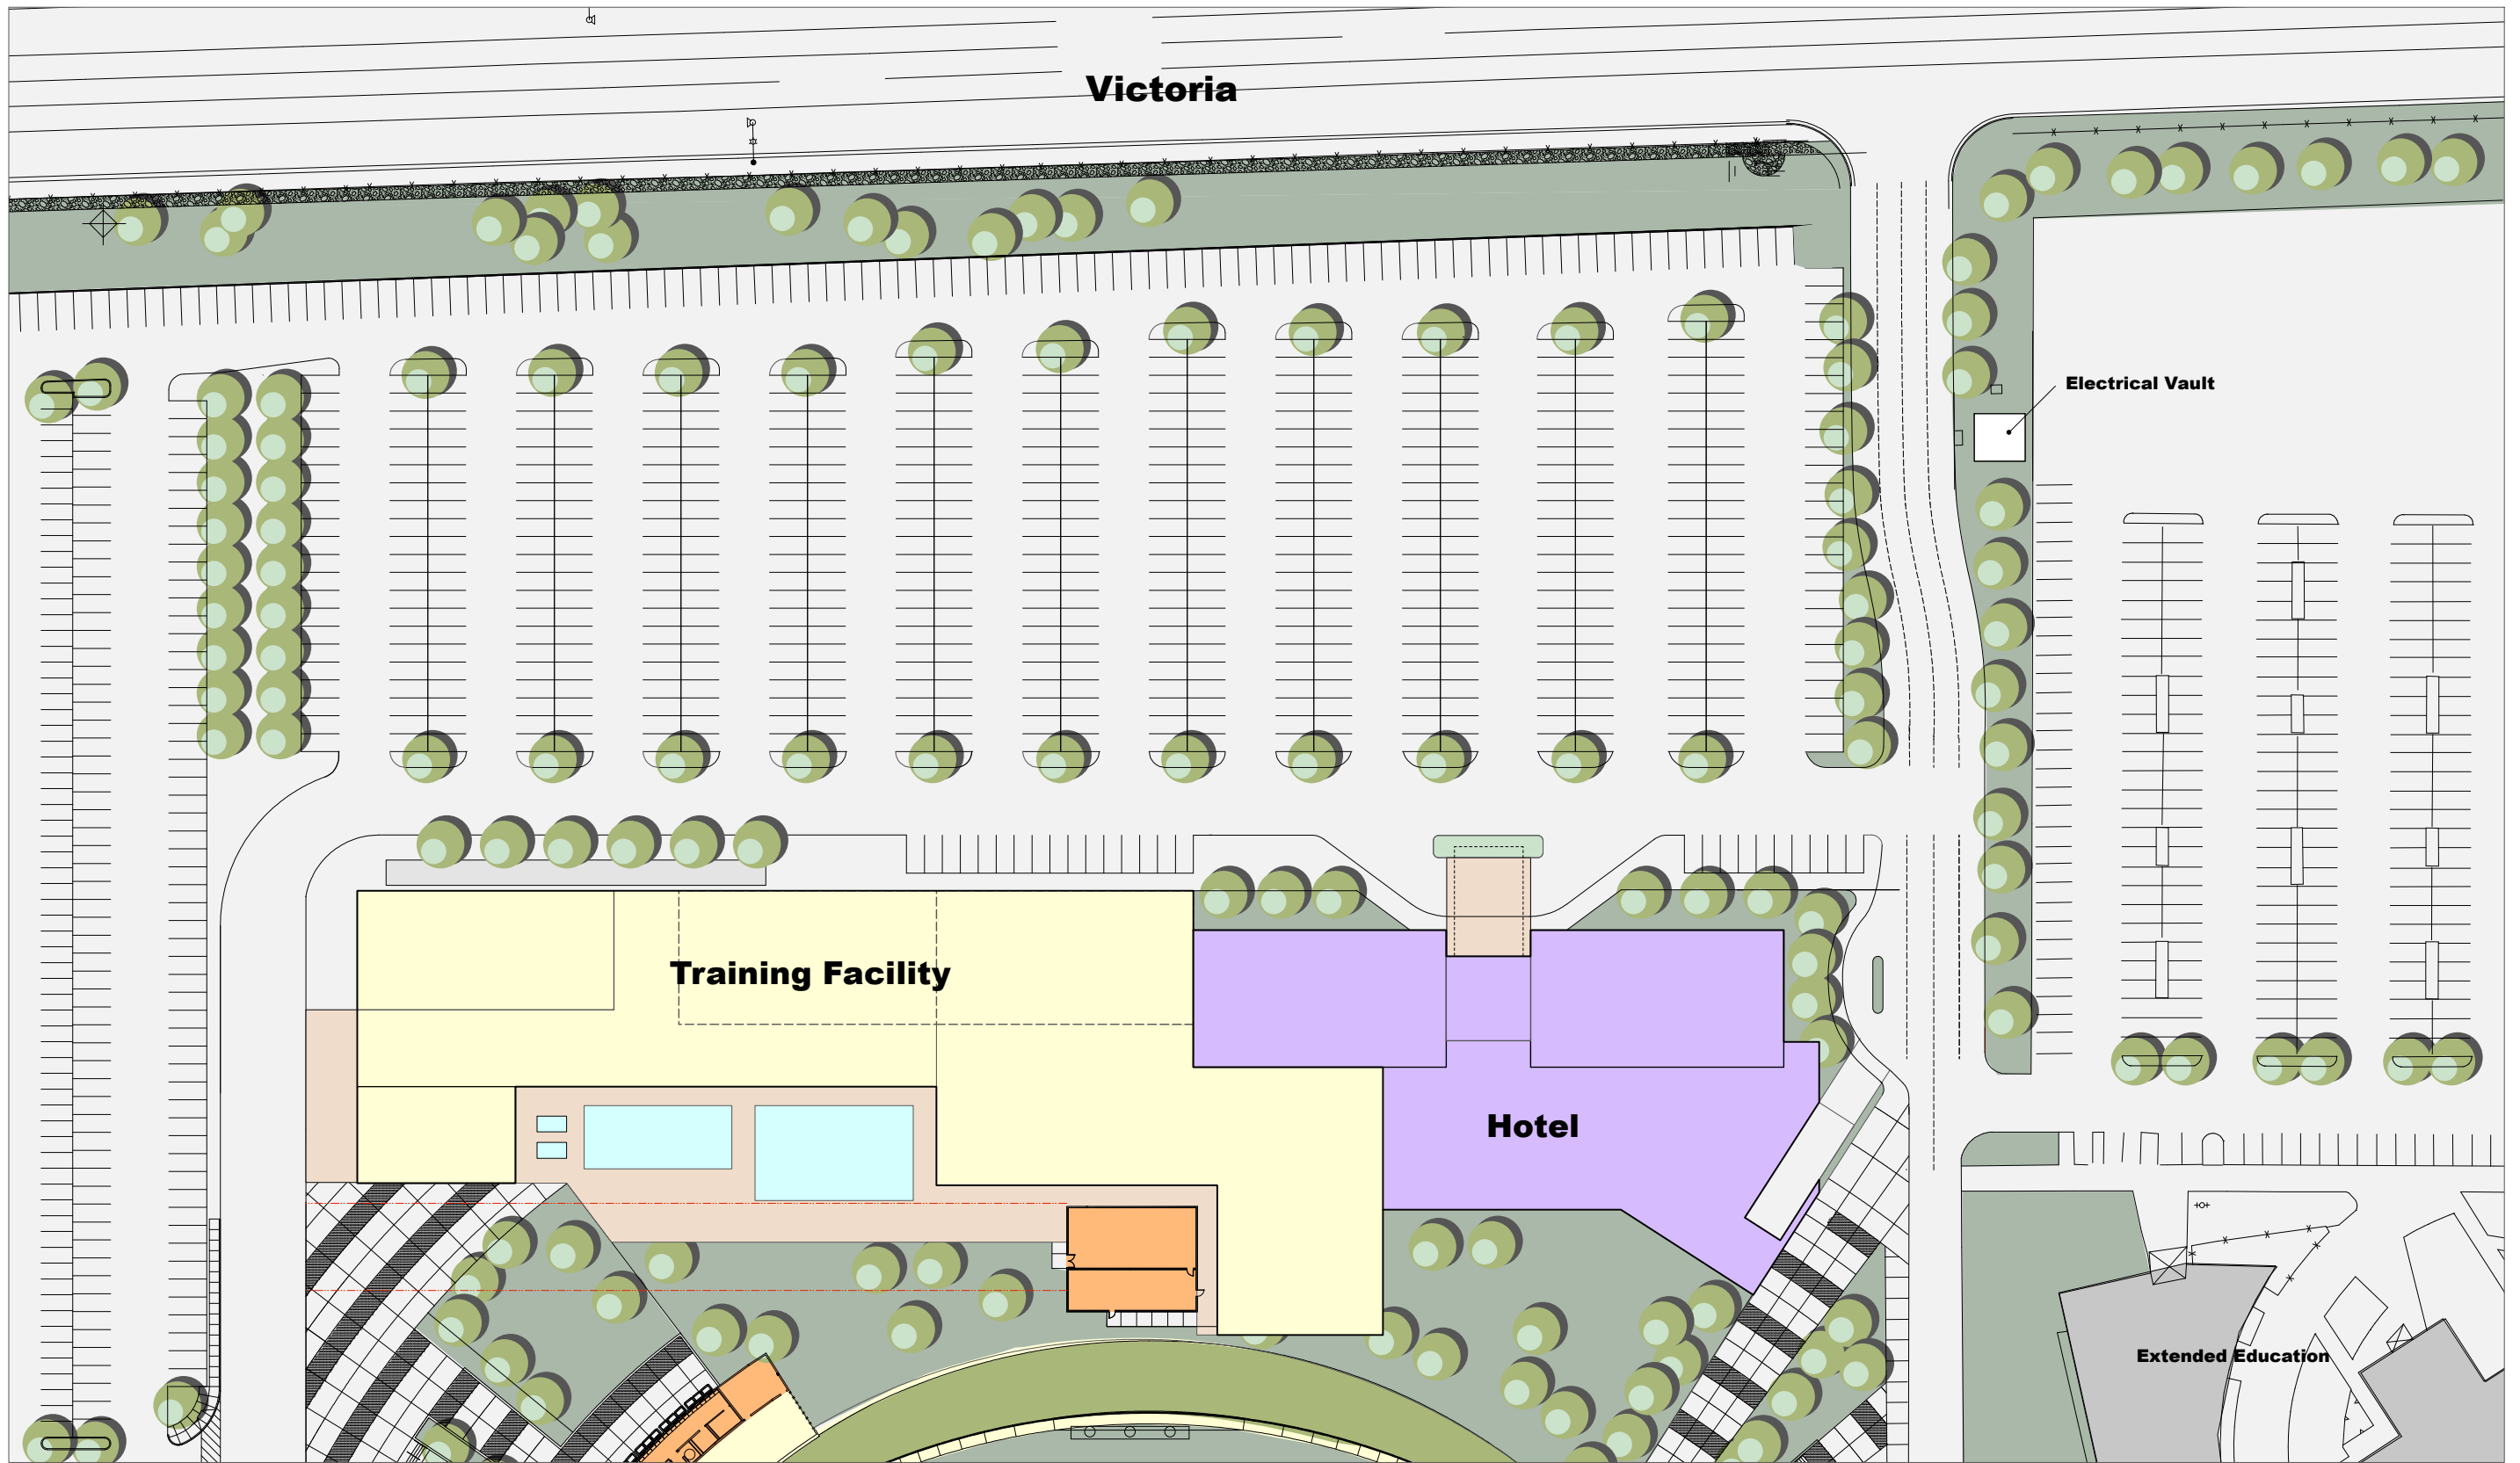 Victoria
Electrical Vault
Training Facility
Hotel
Extended Education